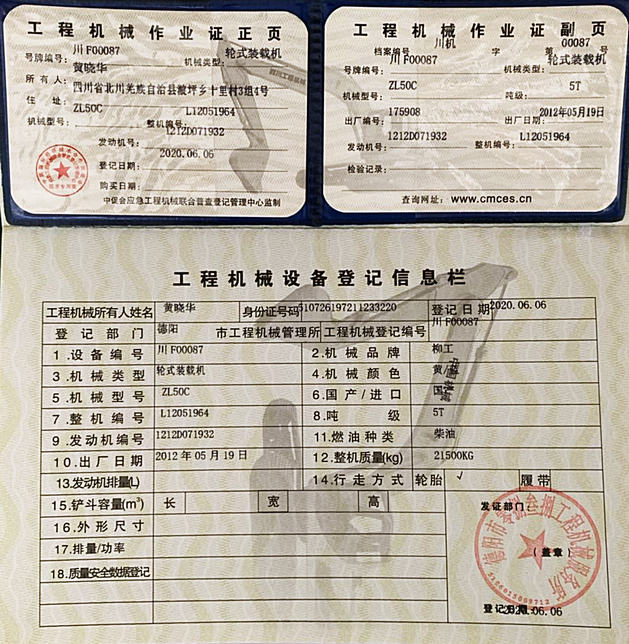 工程机械作业证正页
号牌编号: 川 F00087 机械类型: 轮式装载机
所有人: 黄晓华
住 址: 四川省北川羌族自治县漩坪乡十里村3组4号
机械型号: ZL50C 整机编号: L12051964
发动机号: 1212D071932
登记日期: 2020.06.06
购买日期:
中促会应急工程机械联合普查登记管理中心监制
工程机械作业证副页
档案编号 川机 字 第 00087 号
号牌编号: 川 F00087 机械类型: 轮式装载机
机械型号: ZL50C 吨级: 5T
出厂编号: 175908 出厂日期: 2012年05月19日
发动机号: 1212D071932 整机编号: L12051964
检验记录:
查询网址: www.cmces.cn
工程机械设备登记信息栏
工程机械所有人姓名 黄晓华 身份证号码 510726197211233220 登记日期 2020.06.06
登记部门 德阳 市工程机械管理所 工程机械登记编号 川 F00087
1.设备编号 川 F00087 2.机械品牌 柳工
3.机械类型 轮式装载机 4.机械颜色 黄/
5.机械型号 ZL50C 6.国产/进口 国
7.整机编号 L12051964 8.吨 级 5T
9.发动机编号 1212D071932 11.燃油种类 柴油
10.出厂日期 2012 年 05 月 19 日 12.整机质量(kg) 21500KG
13.发动机排量(L) 14.行走方式 轮胎 √ 履带
15.铲斗容量(m³) 长 宽 高
16.外形尺寸
17.排量/功率
18.质量安全数据登记
发证部门:
(盖章)
登记日期: 2020.06.06